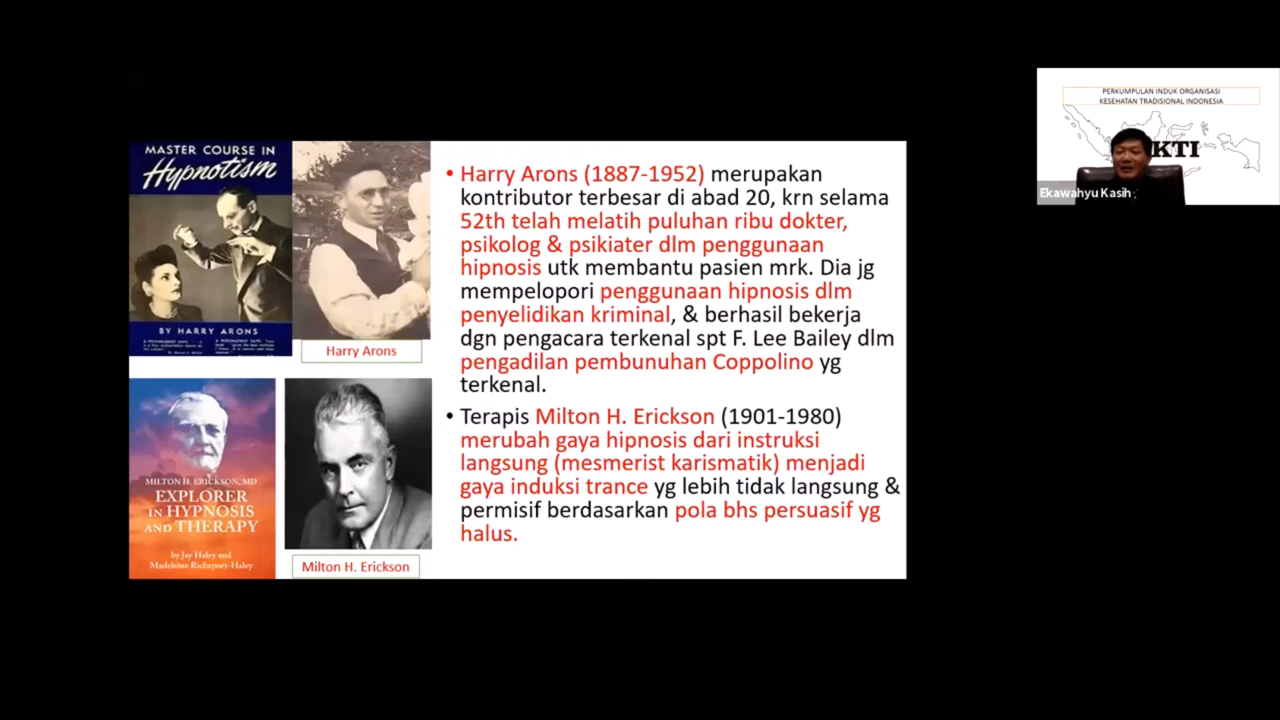 MASTER COURSE IN
Hypnotism
BY HARRY ARONS
Harry Arons
MILTON H. ERICKSON, MD
EXPLORER
IN HYPNOSIS
AND THERAPY
by Jay Haley and
Madeleine Richeport-Haley
Milton H. Erickson
• Harry Arons (1887-1952) merupakan
kontributor terbesar di abad 20, krn selama
52th telah melatih puluhan ribu dokter,
psikolog & psikiater dlm penggunaan
hipnosis utk membantu pasien mrk. Dia jg
mempelopori penggunaan hipnosis dlm
penyelidikan kriminal, & berhasil bekerja
dgn pengacara terkenal spt F. Lee Bailey dlm
pengadilan pembunuhan Coppolino yg
terkenal.
• Terapis Milton H. Erickson (1901-1980)
merubah gaya hipnosis dari instruksi
langsung (mesmerist karismatik) menjadi
gaya induksi trance yg lebih tidak langsung &
permisif berdasarkan pola bhs persuasif yg
halus.
PERKUMPULAN INDUK ORGANISASI
KESEHATAN TRADISIONAL INDONESIA
KTI
Ekawahyu Kasih